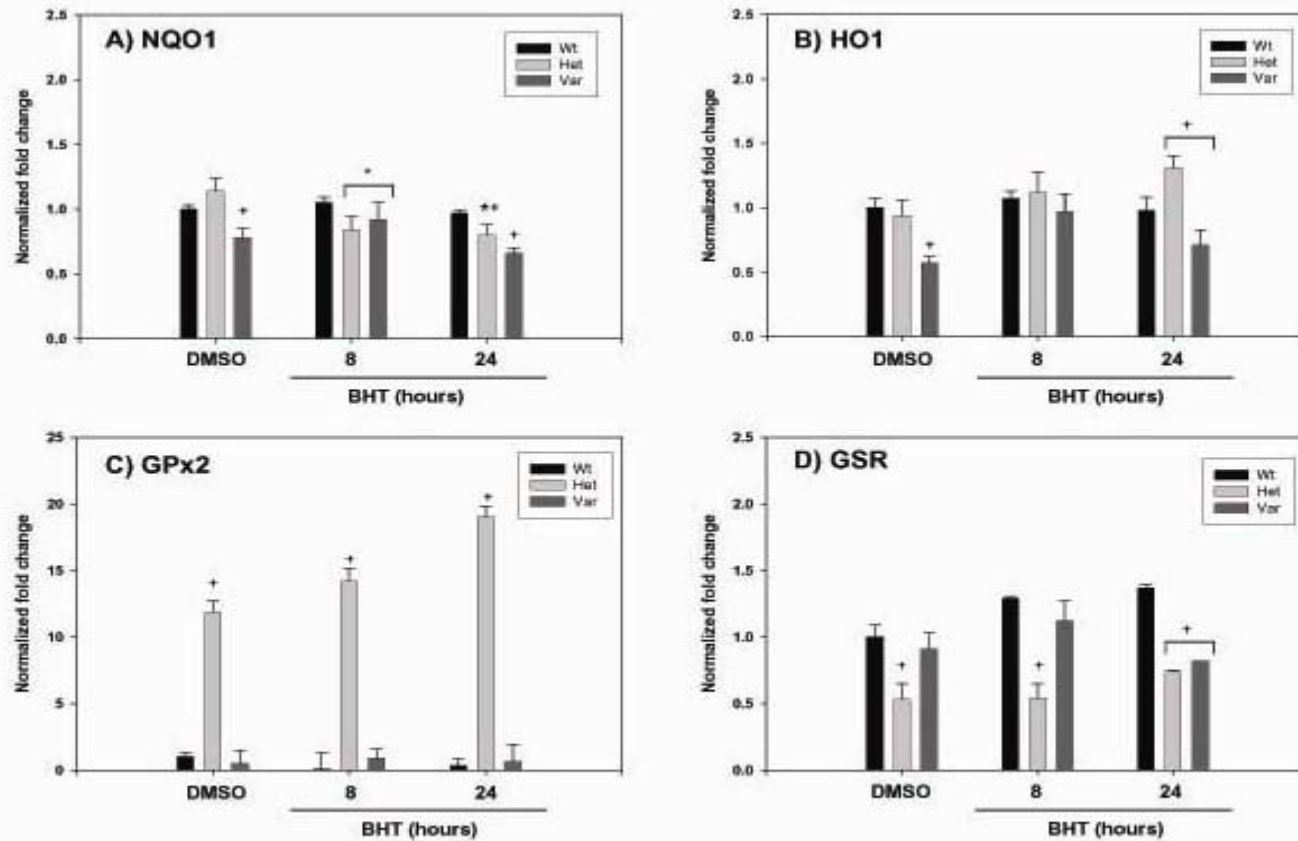 A) NQO1
Wt
Het
Var
Normalized fold change
2.5
2.0
1.5
1.0
0.5
0.0
+
*
**
+
DMSO
8
24
BHT (hours)
B) HO1
Wt
Het
Var
Normalized fold change
2.5
2.0
1.5
1.0
0.5
0.0
+
+
DMSO
8
24
BHT (hours)
C) GPx2
Wt
Het
Var
Normalized fold change
25
20
15
10
5
0
+
+
+
DMSO
8
24
BHT (hours)
D) GSR
Wt
Het
Var
Normalized fold change
2.5
2.0
1.5
1.0
0.5
0.0
+
+
+
DMSO
8
24
BHT (hours)